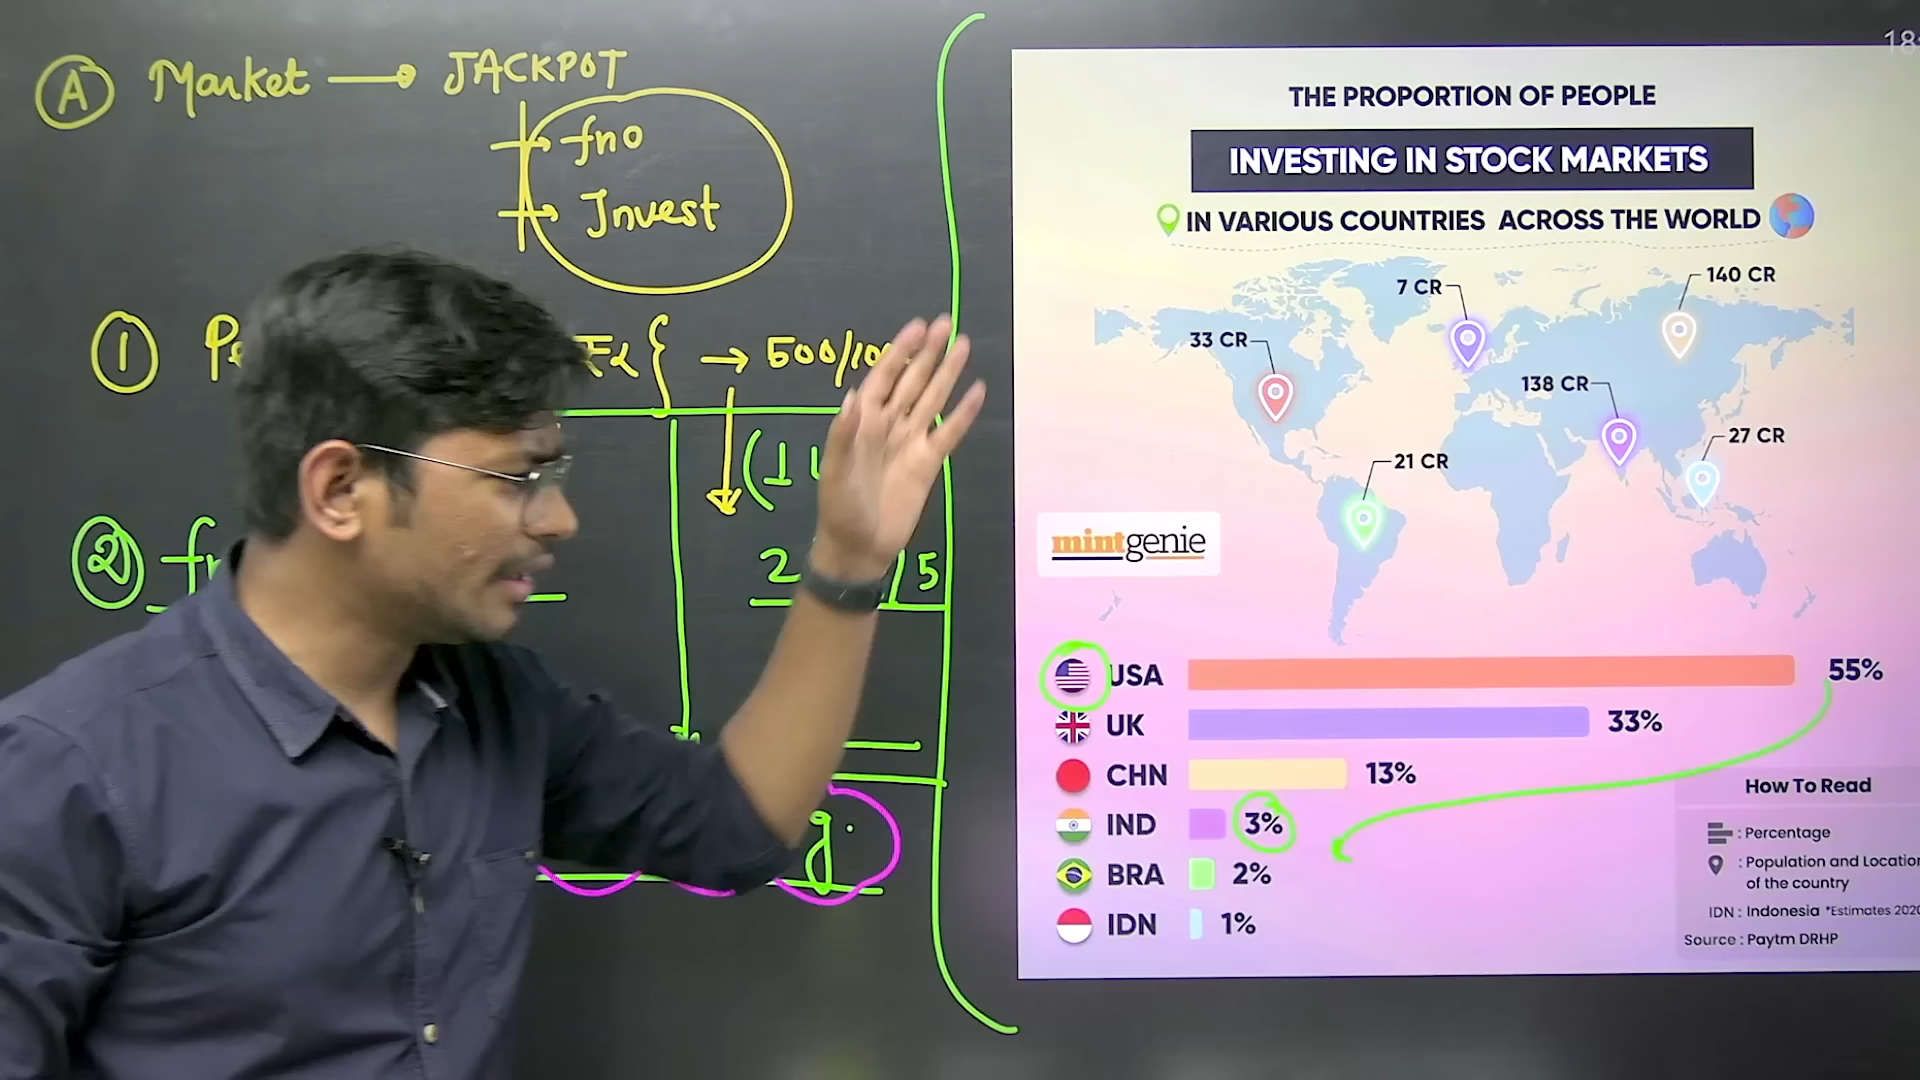 A Market → JACKPOT
fno
Invest
1
→ 500/10
2
5
g.
18
THE PROPORTION OF PEOPLE
INVESTING IN STOCK MARKETS
IN VARIOUS COUNTRIES ACROSS THE WORLD
7 CR
140 CR
33 CR
138 CR
27 CR
21 CR
mintgenie
USA 55%
UK 33%
CHN 13%
IND 3%
BRA 2%
IDN 1%
How To Read
: Percentage
: Population and Location
of the country
IDN : Indonesia *Estimates 2020
Source : Paytm DRHP